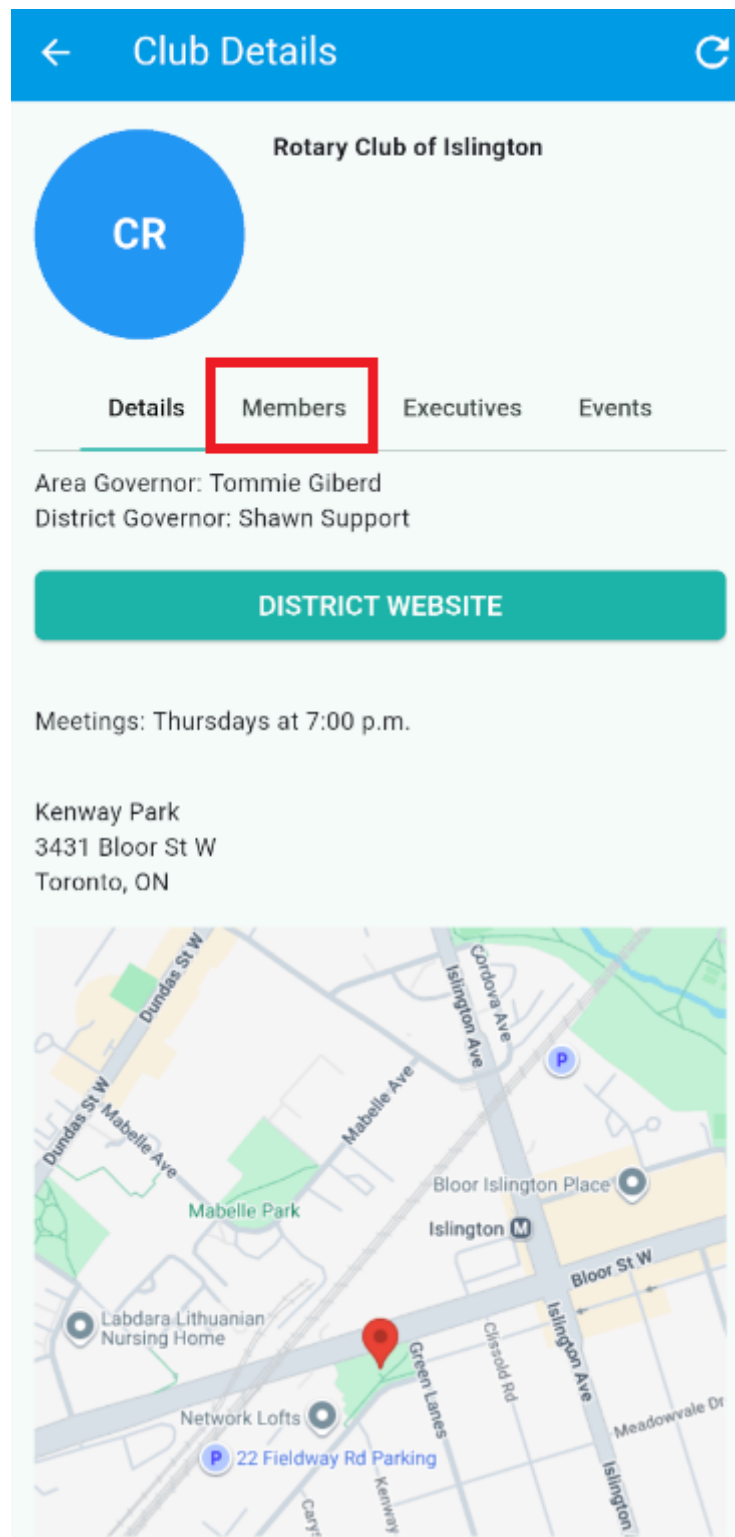 Club Details
Rotary Club of Islington
CR
Details Members Executives Events
Area Governor: Tommie Giberd
District Governor: Shawn Support
DISTRICT WEBSITE
Meetings: Thursdays at 7:00 p.m.
Kenway Park
3431 Bloor St W
Toronto, ON
Dundas St W
Cordova Ave
Islington Ave
P
Dundas St W
Mabelle Ave
Mabelle Ave
Bloor Islington Place
Mabelle Park
Islington M
Bloor St W
Labdara Lithuanian
Nursing Home
Islington Ave
Clissold Rd
Green Lanes
Network Lofts
Meadowvale Dr
P 22 Fieldway Rd Parking
Kenway
Islington